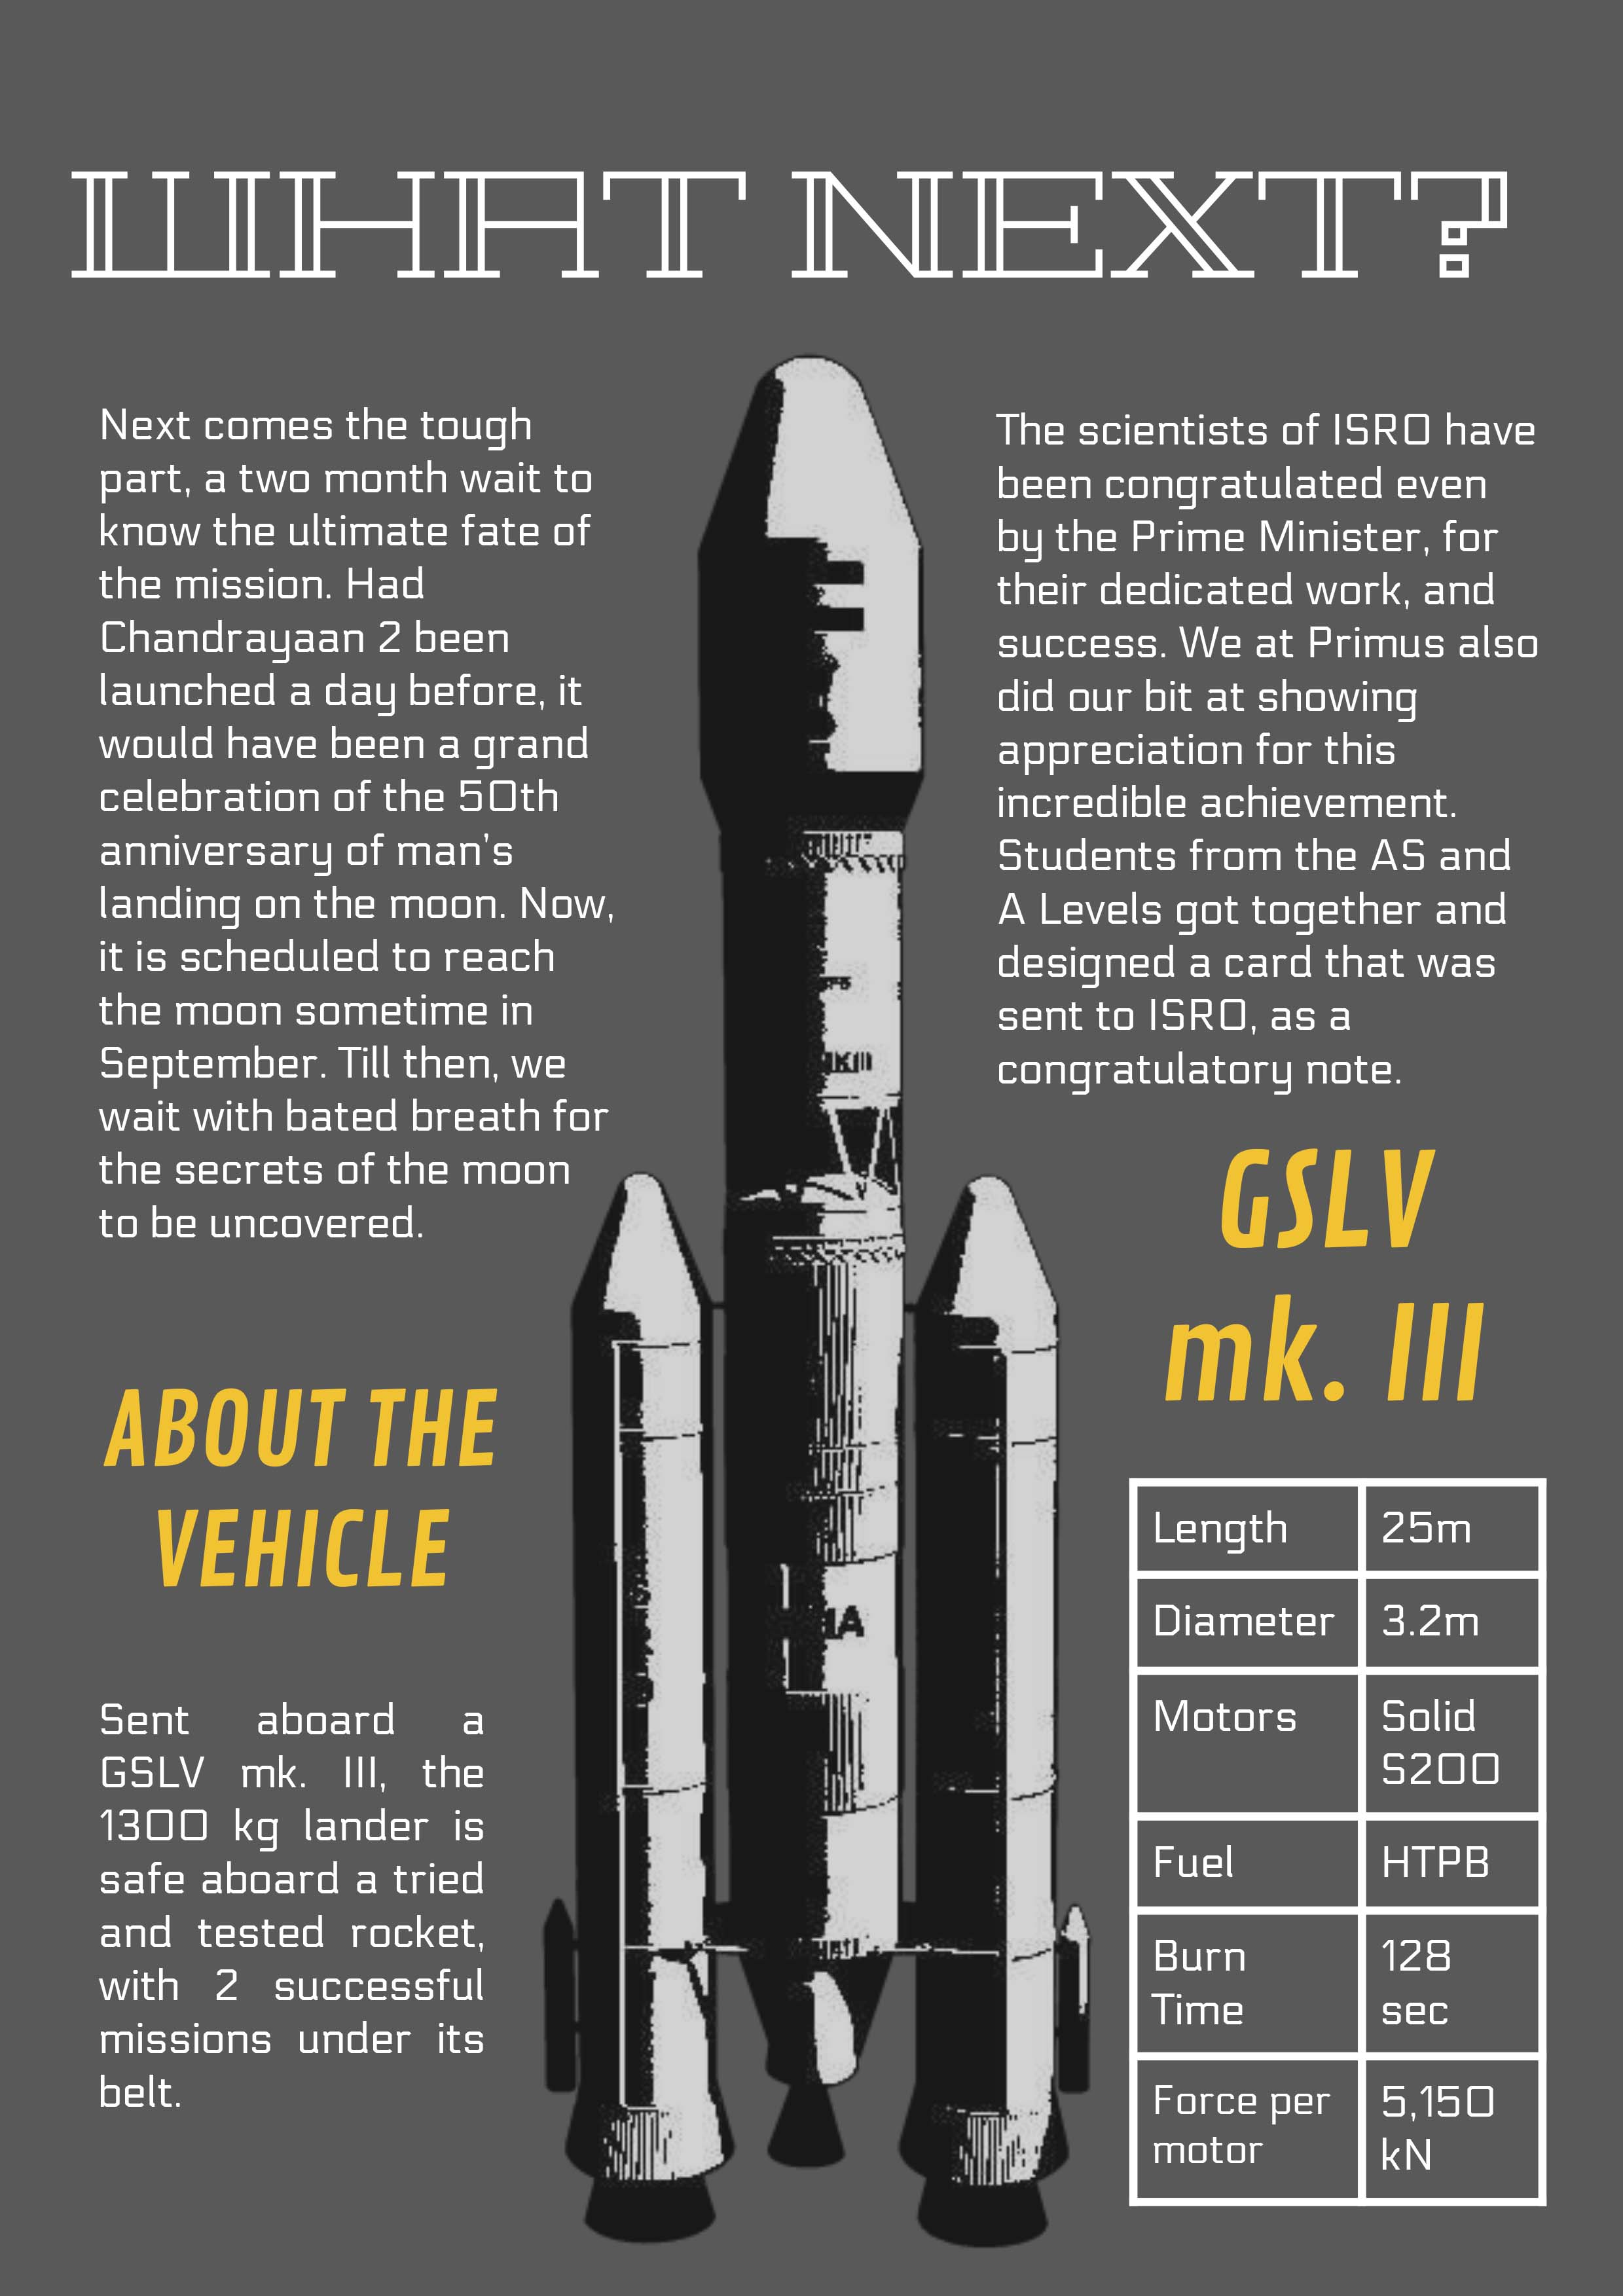 WHAT NEXT?
Next comes the tough
part, a two month wait to
know the ultimate fate of
the mission. Had
Chandrayaan 2 been
launched a day before, it
would have been a grand
celebration of the 50th
anniversary of man's
landing on the moon. Now,
it is scheduled to reach
the moon sometime in
September. Till then, we
wait with bated breath for
the secrets of the moon
to be uncovered.
The scientists of ISRO have
been congratulated even
by the Prime Minister, for
their dedicated work, and
success. We at Primus also
did our bit at showing
appreciation for this
incredible achievement.
Students from the AS and
A Levels got together and
designed a card that was
sent to ISRO, as a
congratulatory note.
ABOUT THE
VEHICLE
Sent aboard a
GSLV mk. III, the
1300 kg lander is
safe aboard a tried
and tested rocket,
with 2 successful
missions under its
belt.
GSLV
mk. III
Length 25m
Diameter 3.2m
Motors Solid
S200
Fuel HTPB
Burn 128
Time sec
Force per 5,150
motor kN